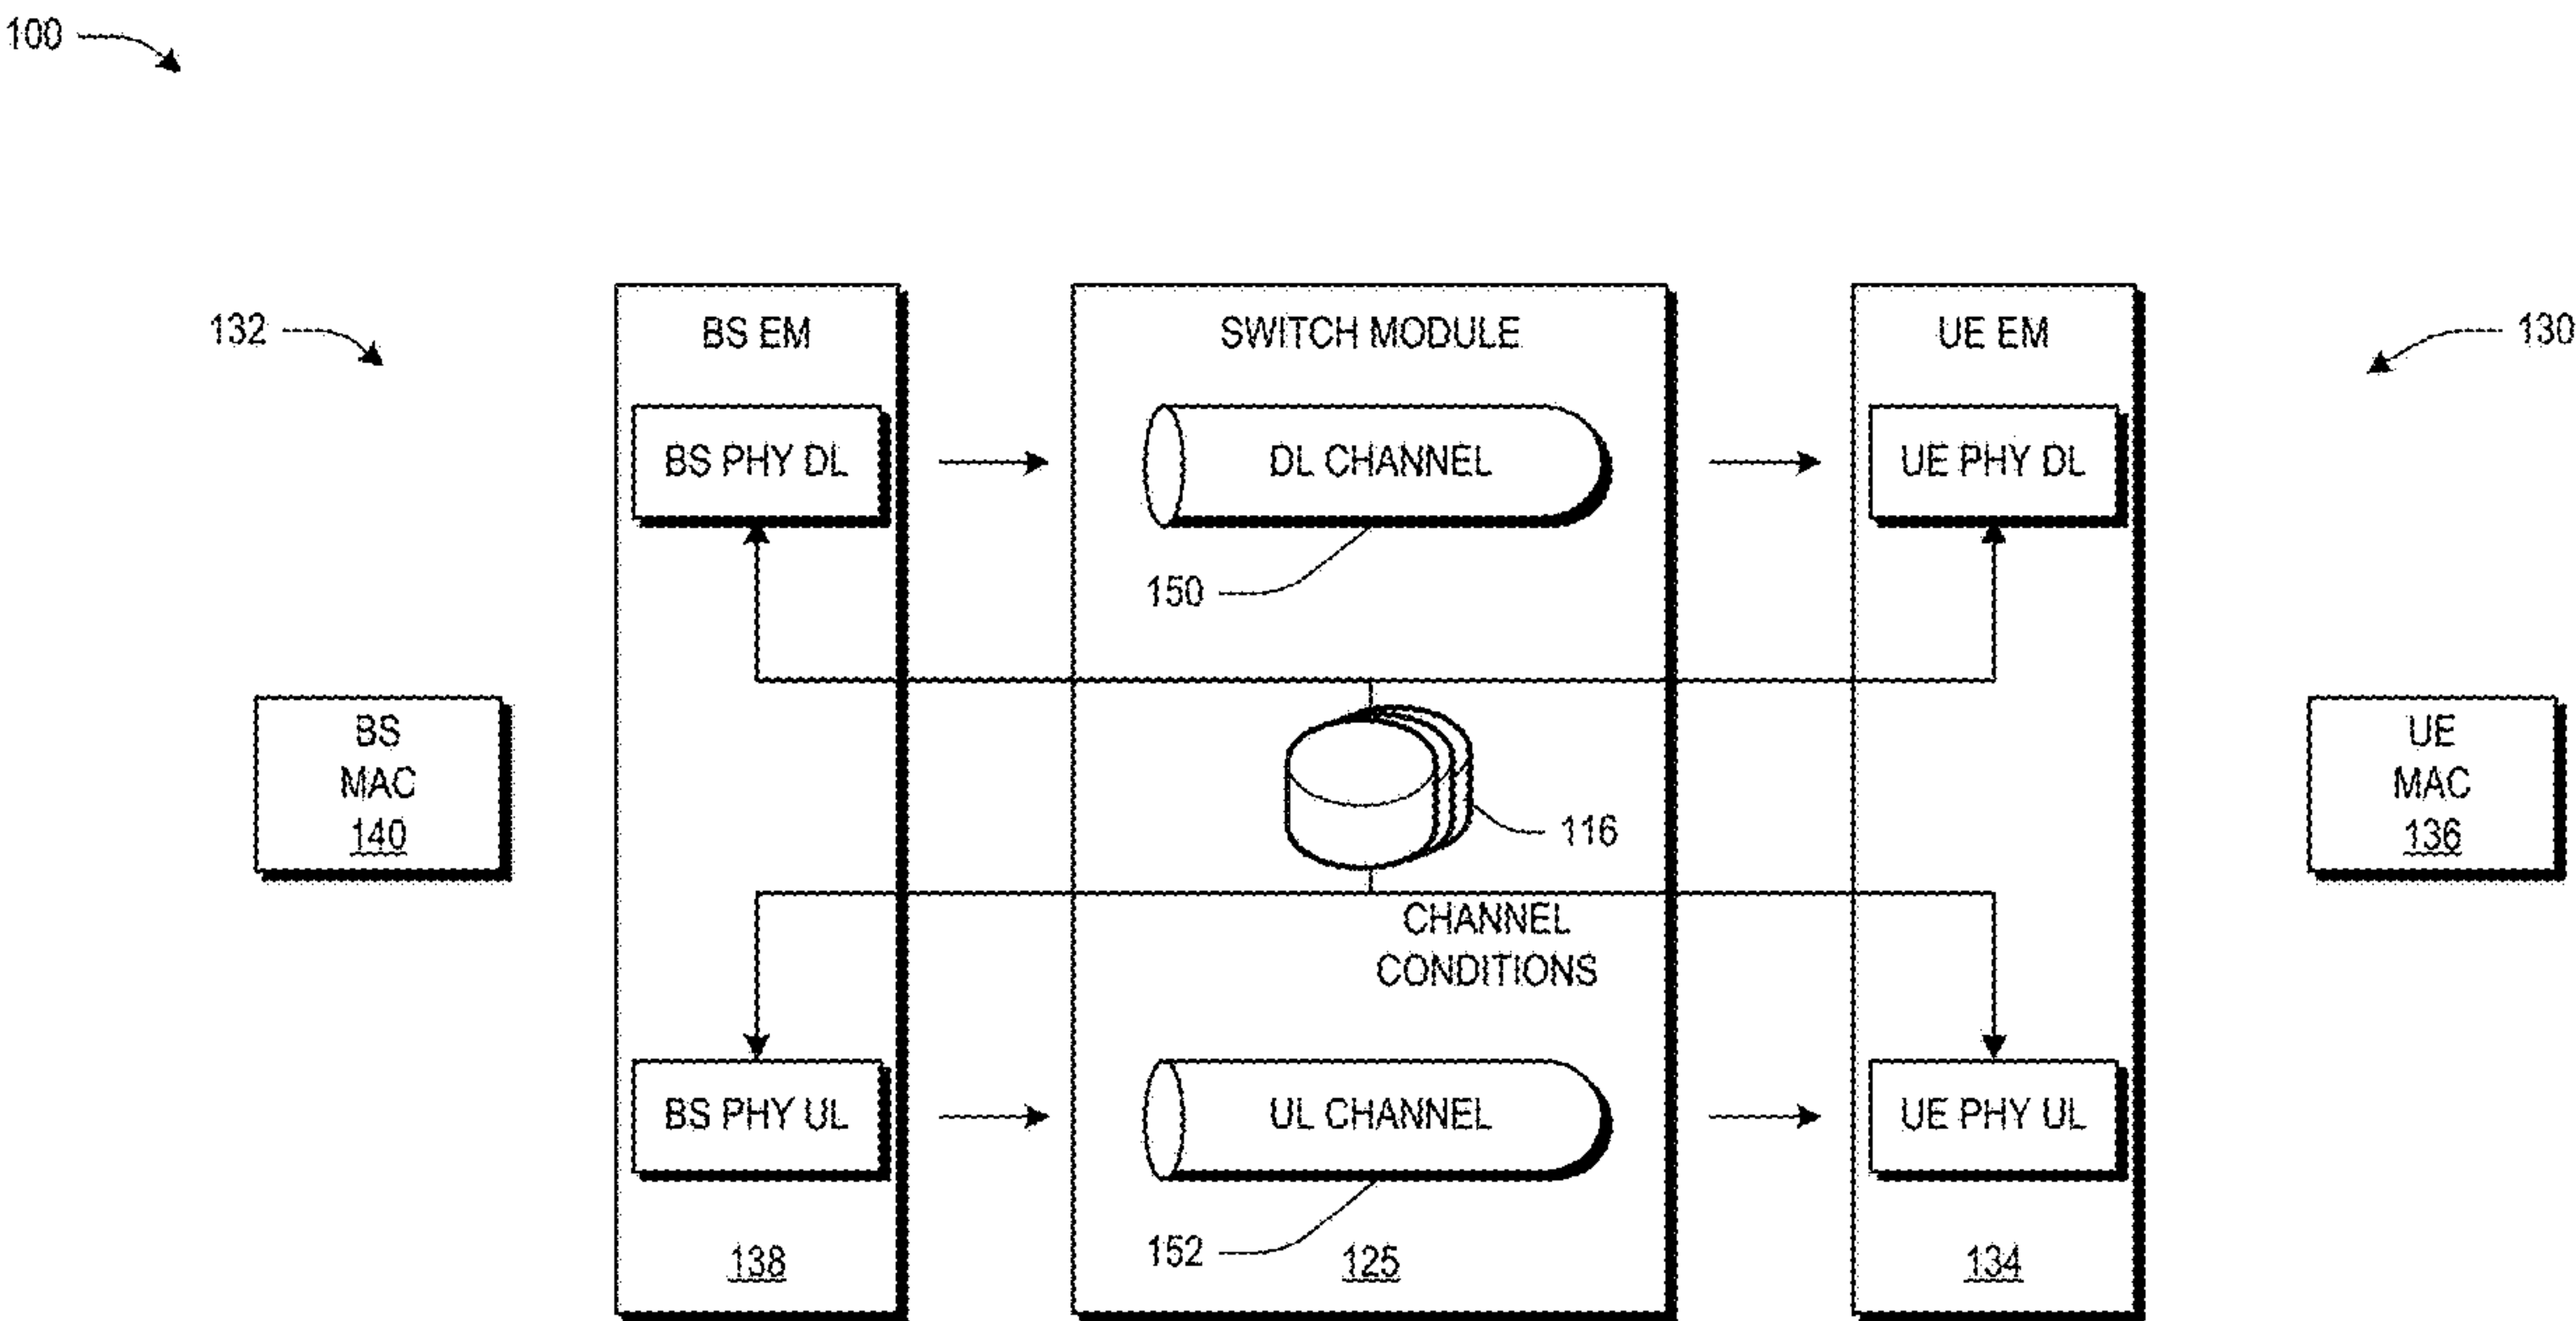 100
132
BS EM
SWITCH MODULE
UE EM
130
BS PHY DL
DL CHANNEL
UE PHY DL
150
BS
MAC
140
116
UE
MAC
136
CHANNEL
CONDITIONS
BS PHY UL
UL CHANNEL
UE PHY UL
152
138
125
134